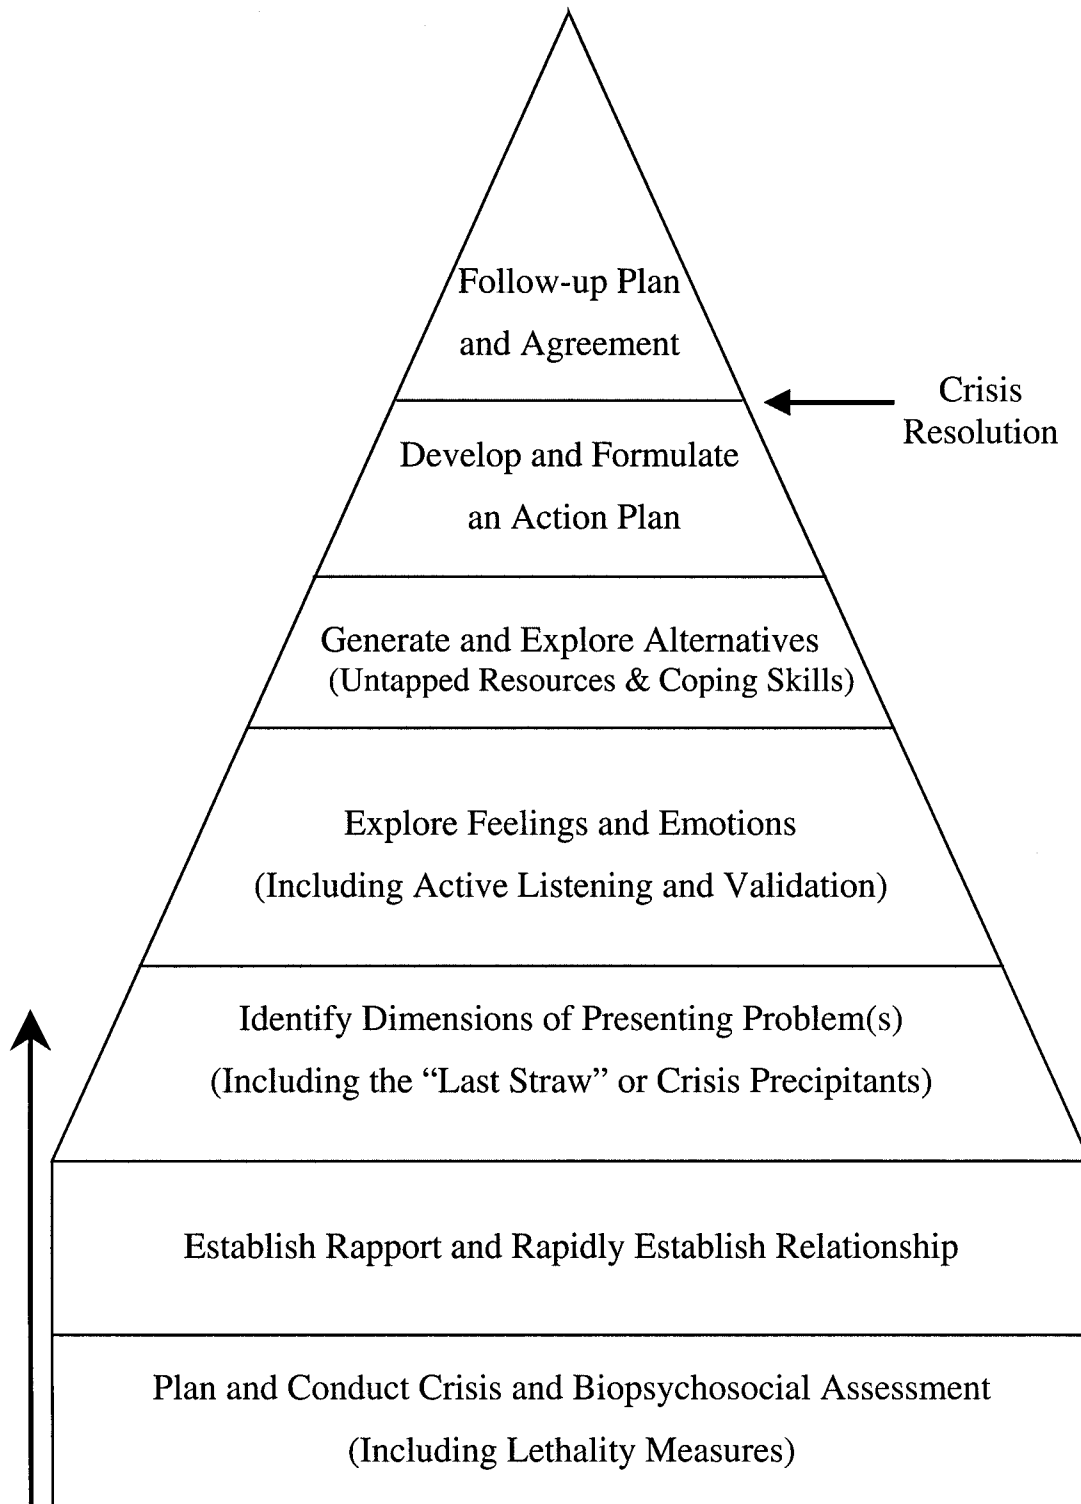 Follow-up Plan
and Agreement
Crisis
Resolution
Develop and Formulate
an Action Plan
Generate and Explore Alternatives
(Untapped Resources & Coping Skills)
Explore Feelings and Emotions
(Including Active Listening and Validation)
Identify Dimensions of Presenting Problem(s)
(Including the “Last Straw” or Crisis Precipitants)
Establish Rapport and Rapidly Establish Relationship
Plan and Conduct Crisis and Biopsychosocial Assessment
(Including Lethality Measures)